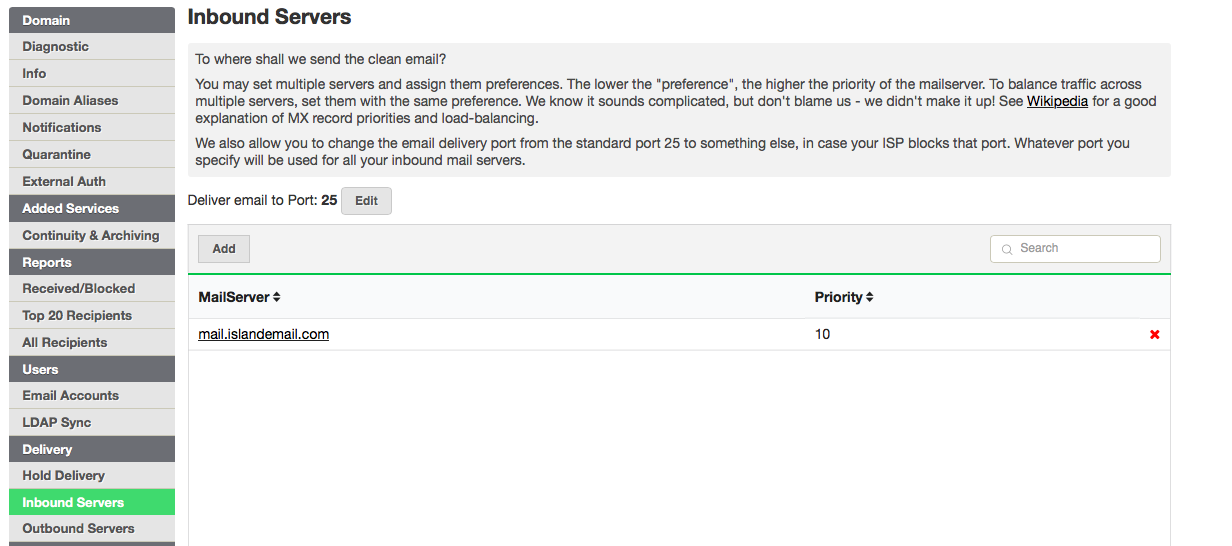 Domain
Diagnostic
Info
Domain Aliases
Notifications
Quarantine
External Auth
Added Services
Continuity & Archiving
Reports
Received/Blocked
Top 20 Recipients
All Recipients
Users
Email Accounts
LDAP Sync
Delivery
Hold Delivery
Inbound Servers
Outbound Servers
Inbound Servers
To where shall we send the clean email?
You may set multiple servers and assign them preferences. The lower the "preference", the higher the priority of the mailserver. To balance traffic across
multiple servers, set them with the same preference. We know it sounds complicated, but don't blame us - we didn't make it up! See Wikipedia for a good
explanation of MX record priorities and load-balancing.
We also allow you to change the email delivery port from the standard port 25 to something else, in case your ISP blocks that port. Whatever port you
specify will be used for all your inbound mail servers.
Deliver email to Port: 25 Edit
Add Search
MailServer Priority
mail.islandemail.com 10